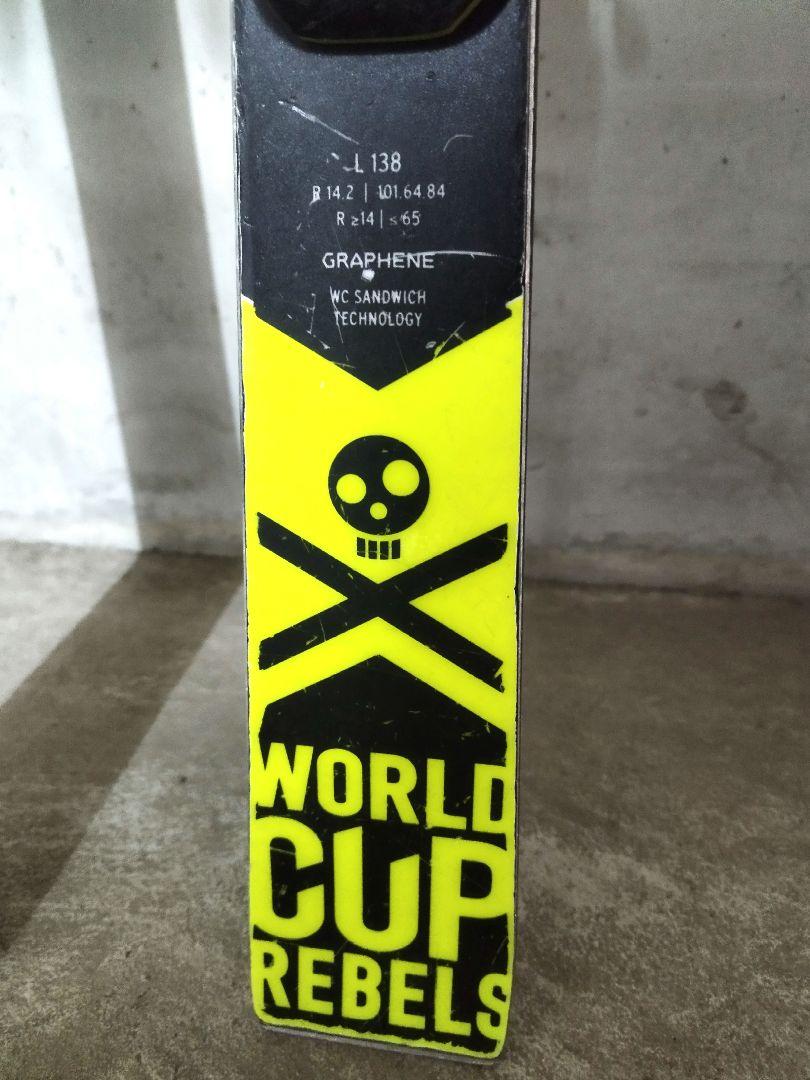 L 138
R 14.2 | 101.64.84
R ≥14 | ≤65
GRAPHENE
WC SANDWICH
TECHNOLOGY
WORLD
CUP
REBELS